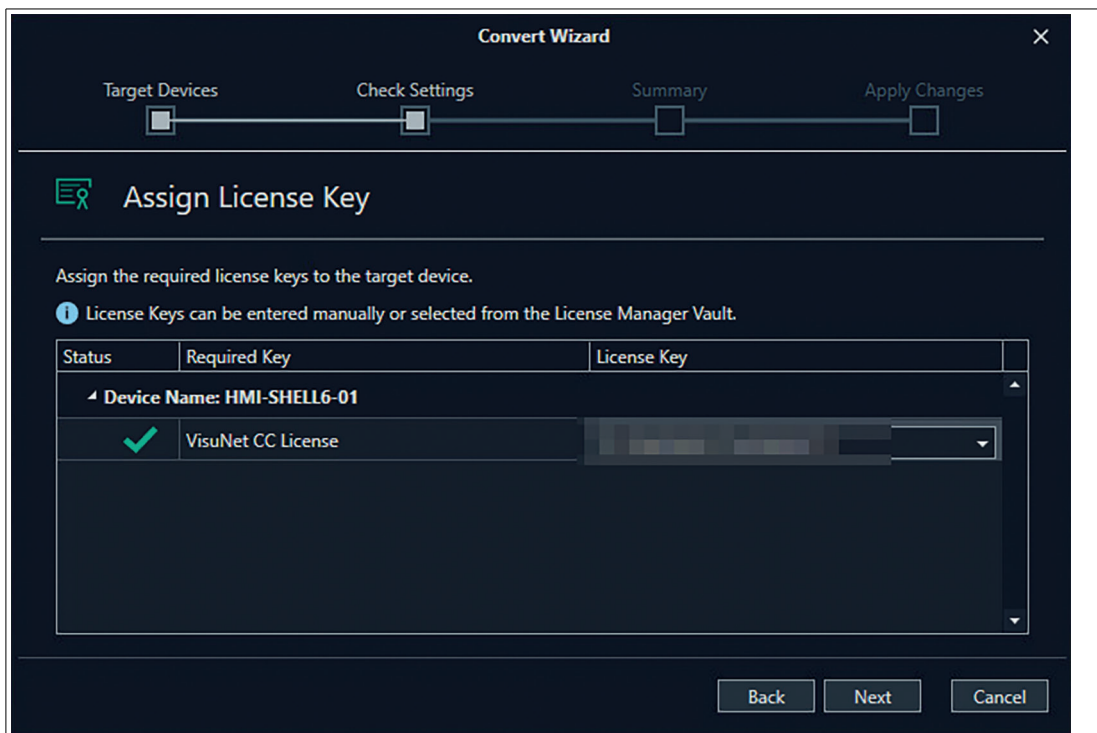 Convert Wizard
Target Devices Check Settings Summary Apply Changes
Assign License Key
Assign the required license keys to the target device.
License Keys can be entered manually or selected from the License Manager Vault.
Status Required Key License Key
Device Name: HMI-SHELL6-01
VisuNet CC License
Back Next Cancel